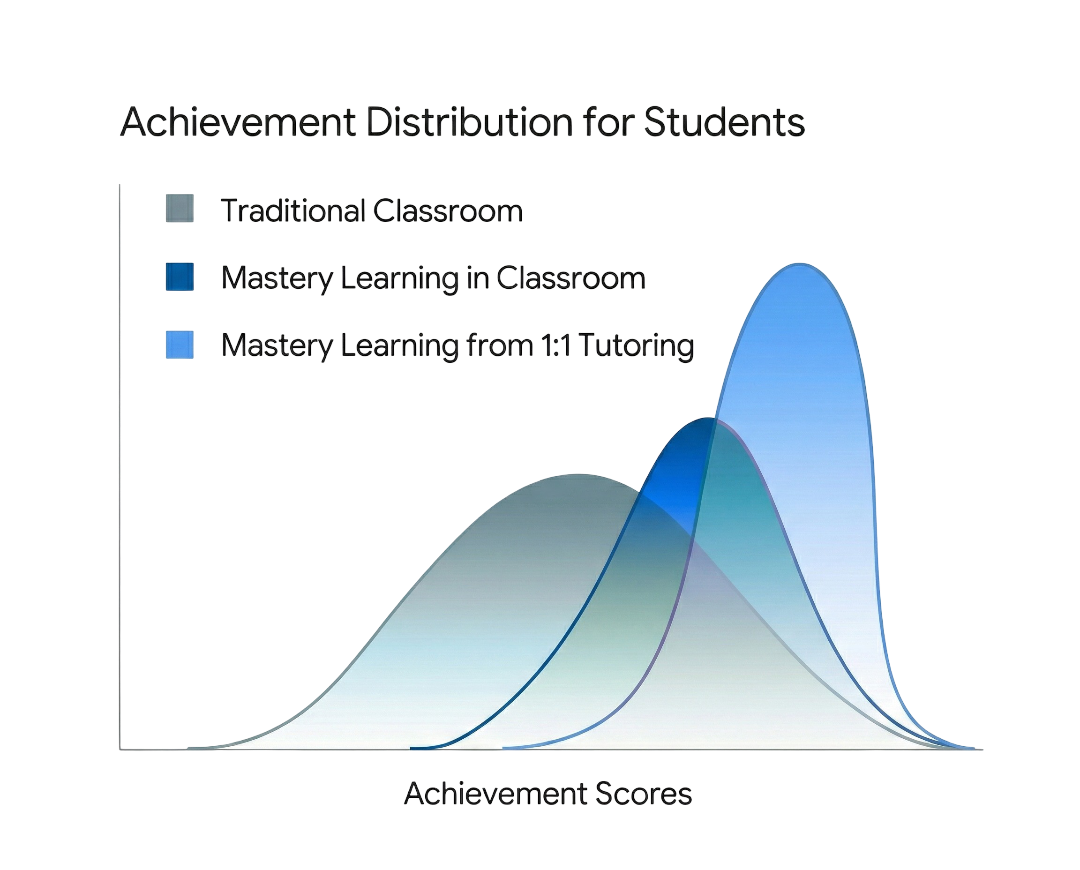 Achievement Distribution for Students
Traditional Classroom
Mastery Learning in Classroom
Mastery Learning from 1:1 Tutoring
Achievement Scores